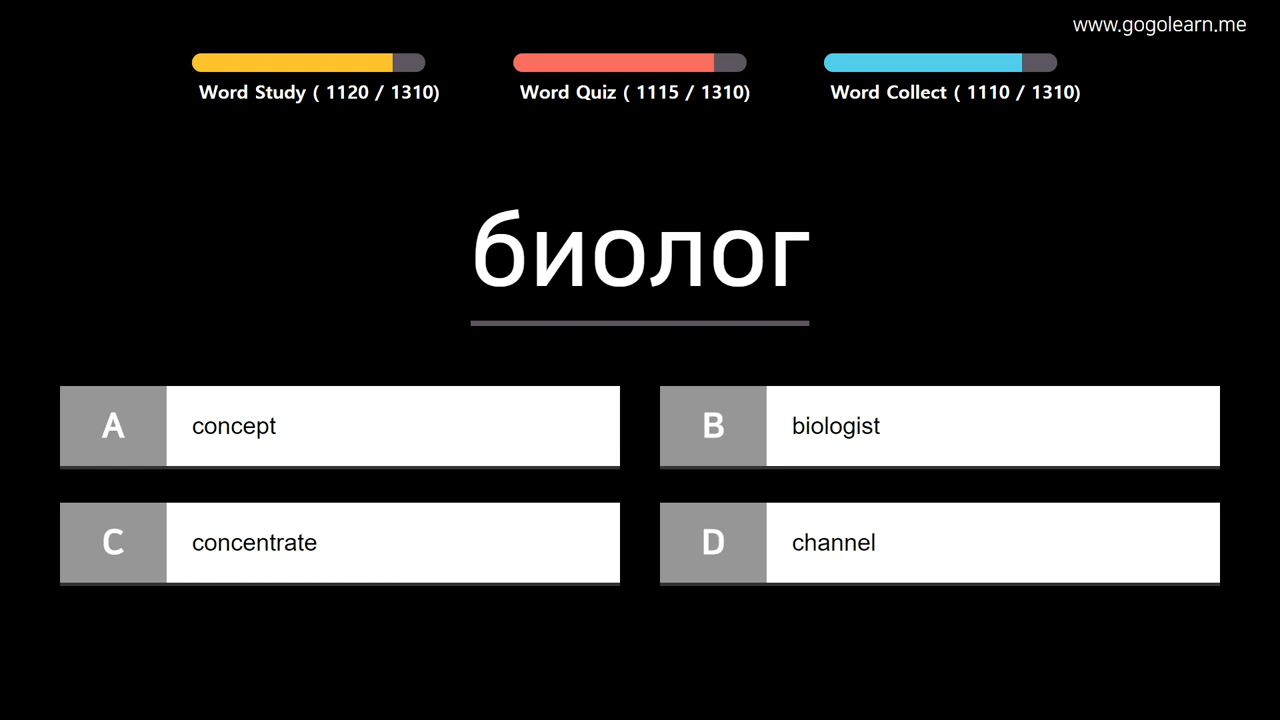 www.gogolearn.me
Word Study ( 1120 / 1310)
Word Quiz ( 1115 / 1310)
Word Collect ( 1110 / 1310)
биолог
A concept
B biologist
C concentrate
D channel